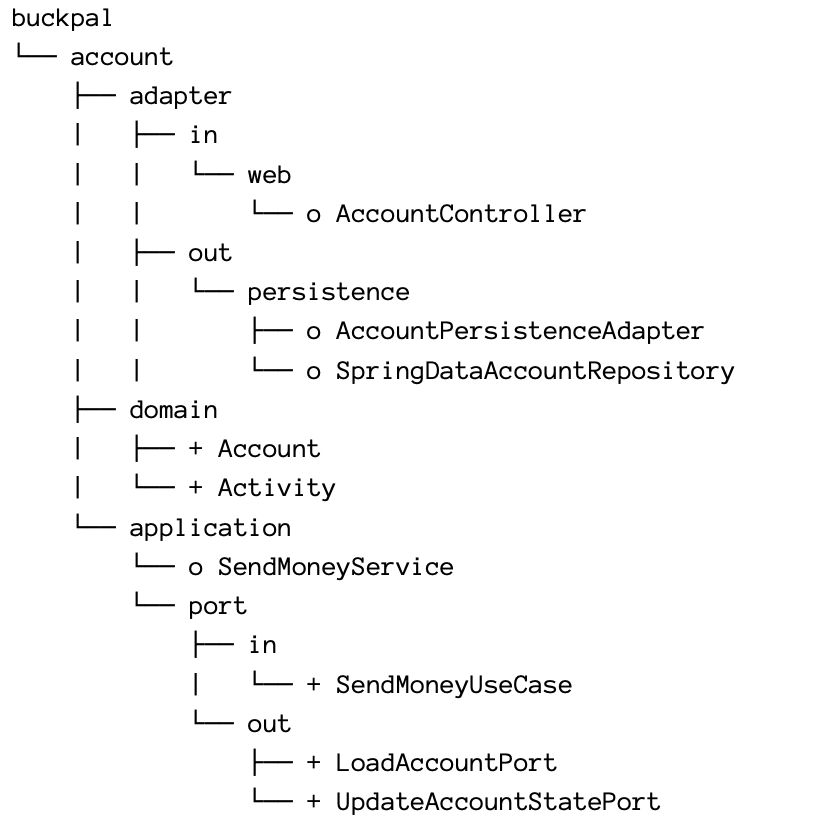 buckpal
└── account
    ├── adapter
    |   ├── in
    |   |   └── web
    |   |       └── o AccountController
    |   ├── out
    |   |   └── persistence
    |   |       ├── o AccountPersistenceAdapter
    |   |       └── o SpringDataAccountRepository
    ├── domain
    |   ├── + Account
    |   └── + Activity
    └── application
        └── o SendMoneyService
        └── port
            ├── in
            |   └── + SendMoneyUseCase
            └── out
                ├── + LoadAccountPort
                └── + UpdateAccountStatePort